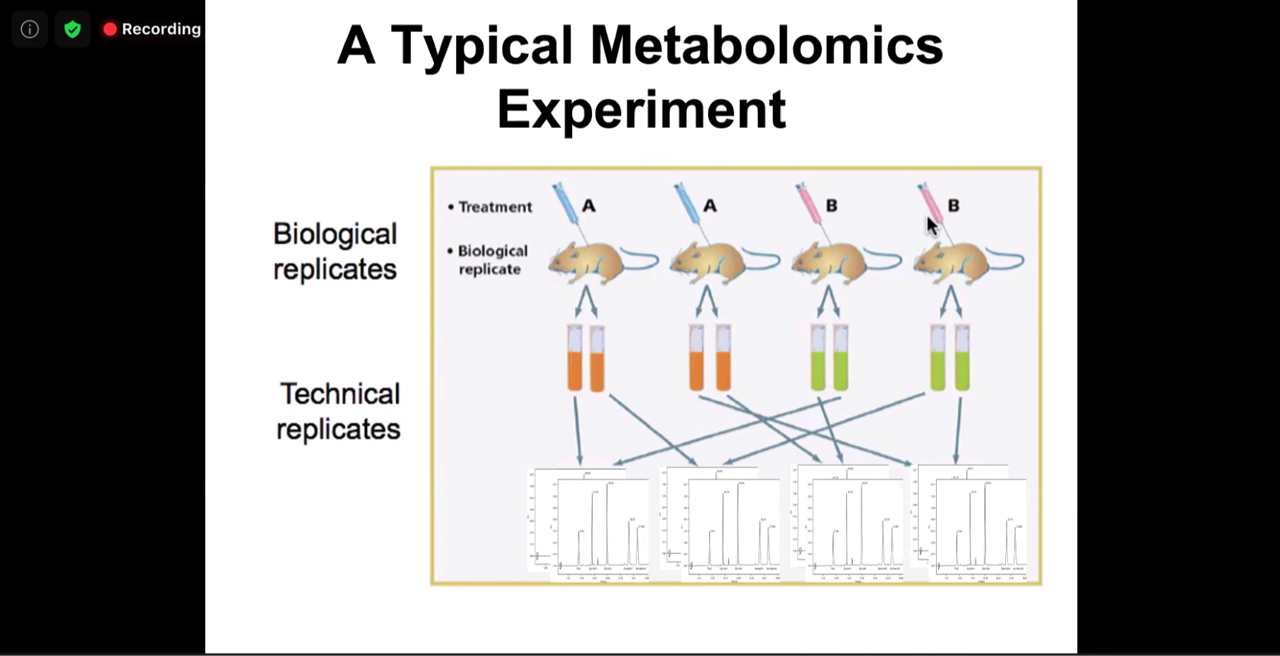 Recording
A Typical Metabolomics
Experiment
Biological
replicates
• Treatment
A
A
B
B
• Biological
replicate
Technical
replicates